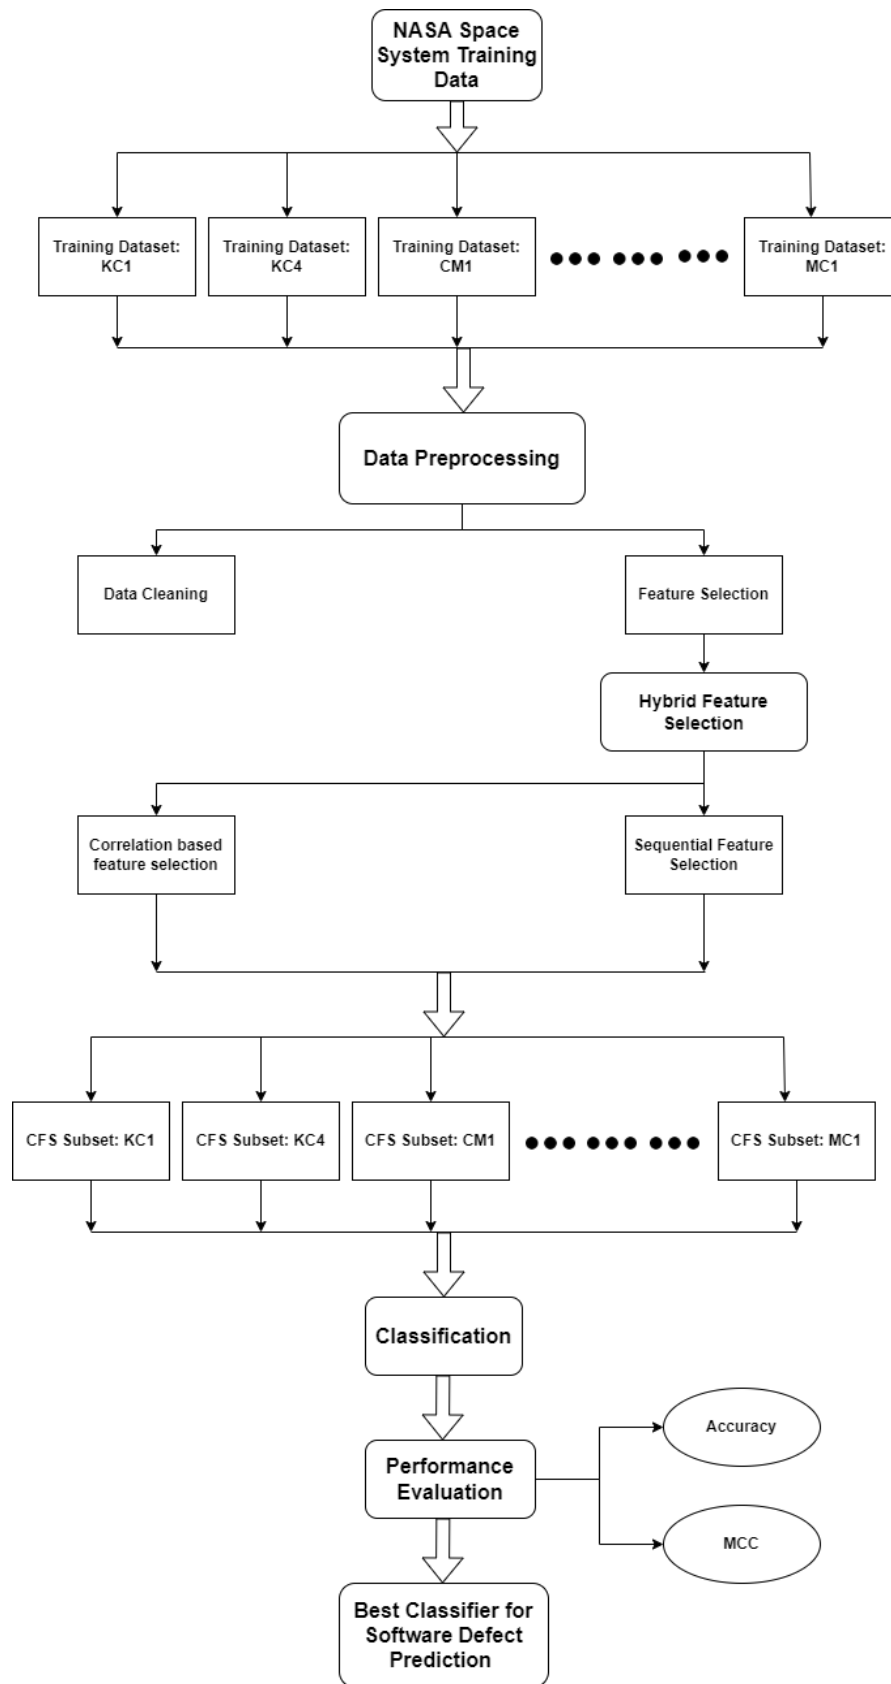 NASA Space
System Training
Data
Training Dataset:
KC1
Training Dataset:
KC4
Training Dataset:
CM1
Training Dataset:
MC1
Data Preprocessing
Data Cleaning
Feature Selection
Hybrid Feature
Selection
Correlation based
feature selection
Sequential Feature
Selection
CFS Subset: KC1
CFS Subset: KC4
CFS Subset: CM1
CFS Subset: MC1
Classification
Performance
Evaluation
Accuracy
MCC
Best Classifier for
Software Defect
Prediction